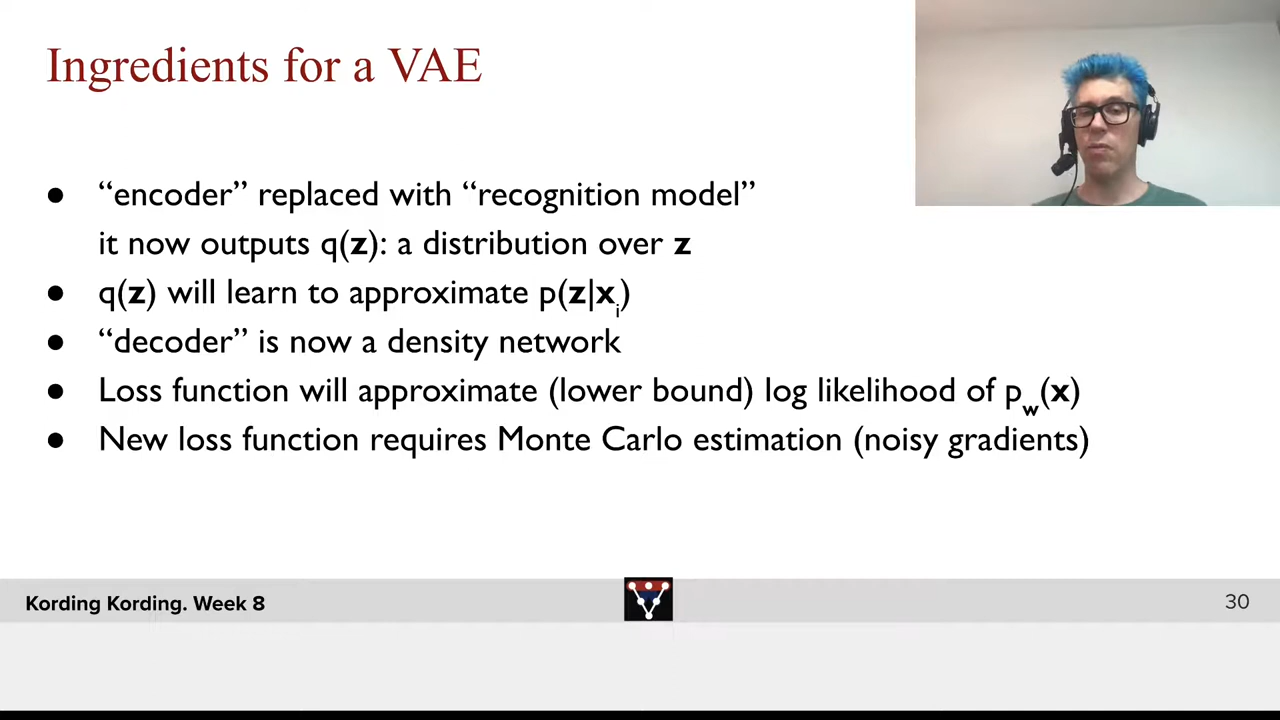 Ingredients for a VAE
● “encoder” replaced with “recognition model”
it now outputs q(z): a distribution over z
● q(z) will learn to approximate p(z|xᵢ)
● “decoder” is now a density network
● Loss function will approximate (lower bound) log likelihood of p_w(x)
● New loss function requires Monte Carlo estimation (noisy gradients)
Kording Kording. Week 8
30